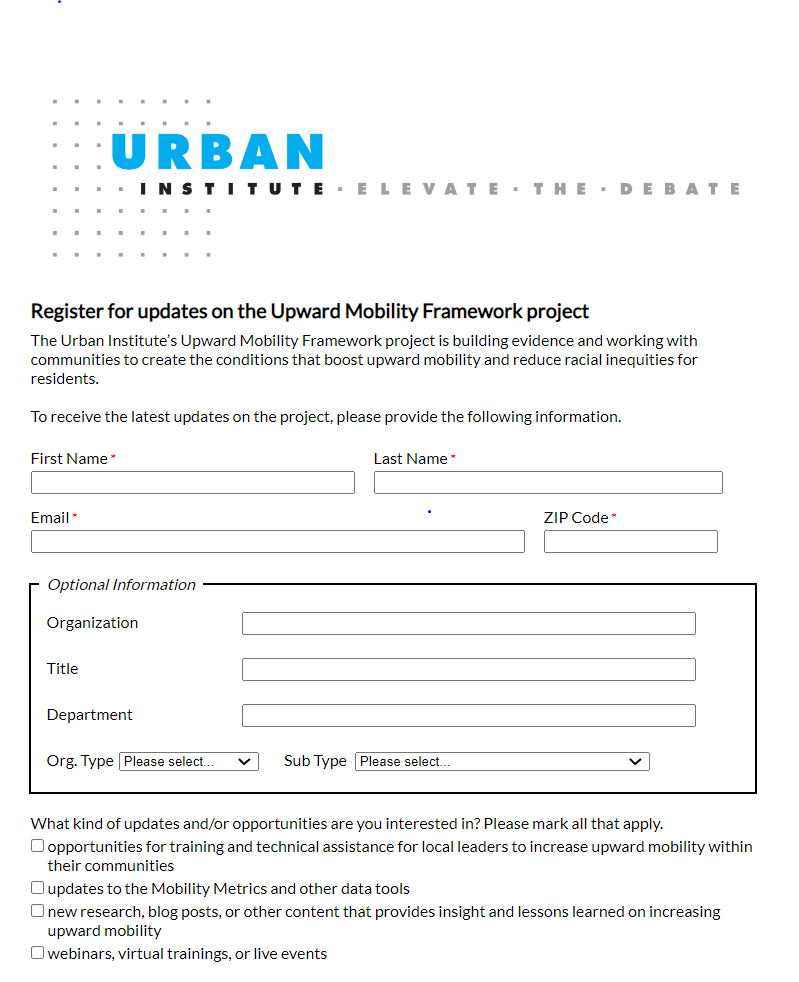 URBAN
INSTITUTE · ELEVATE · THE · DEBATE
Register for updates on the Upward Mobility Framework project
The Urban Institute’s Upward Mobility Framework project is building evidence and working with
communities to create the conditions that boost upward mobility and reduce racial inequities for
residents.
To receive the latest updates on the project, please provide the following information.
First Name * Last Name *
Email * ZIP Code *
Optional Information
Organization
Title
Department
Org. Type Please select... Sub Type Please select...
What kind of updates and/or opportunities are you interested in? Please mark all that apply.
opportunities for training and technical assistance for local leaders to increase upward mobility within
their communities
updates to the Mobility Metrics and other data tools
new research, blog posts, or other content that provides insight and lessons learned on increasing
upward mobility
webinars, virtual trainings, or live events